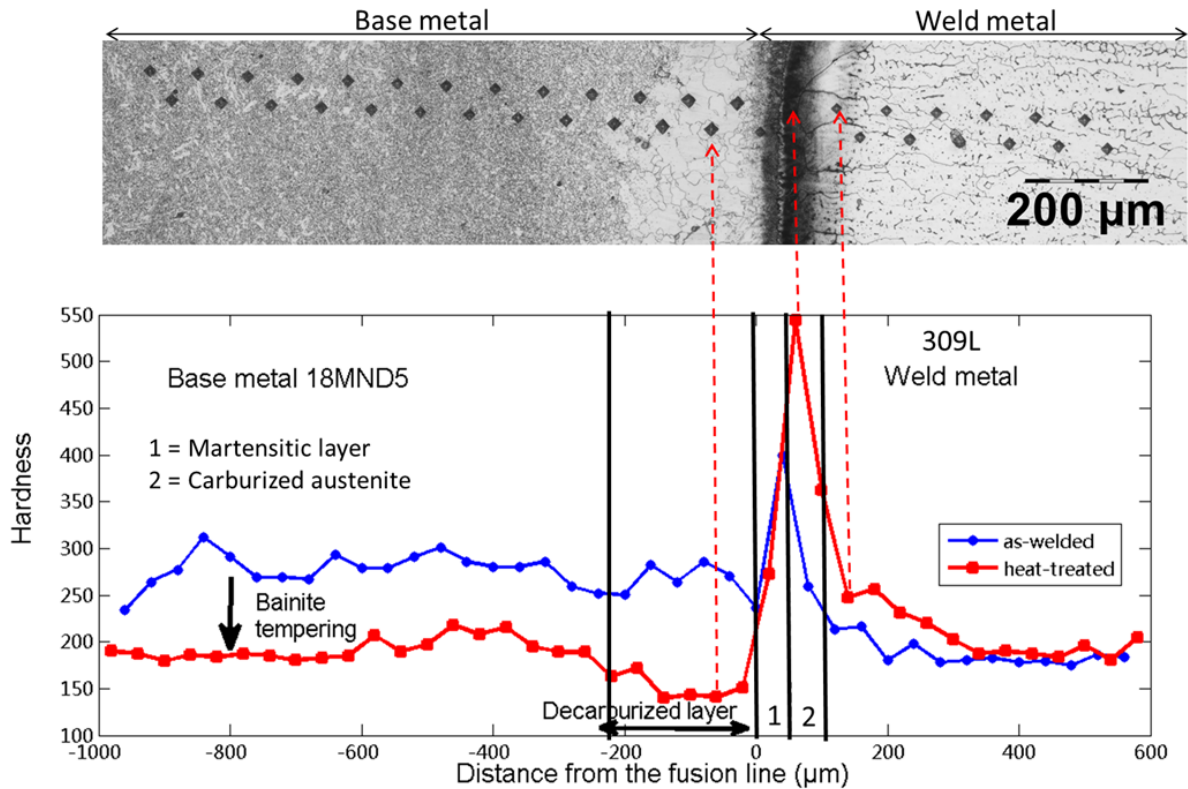 Base metal
Weld metal
200 µm
550
500
450
400
350
300
250
200
150
100
Hardness
Base metal 18MND5
1 = Martensitic layer
2 = Carburized austenite
309L
Weld metal
as-welded
heat-treated
Bainite
tempering
Decarburized layer
1
2
-1000
-800
-600
-400
-200
0
200
400
600
Distance from the fusion line (µm)